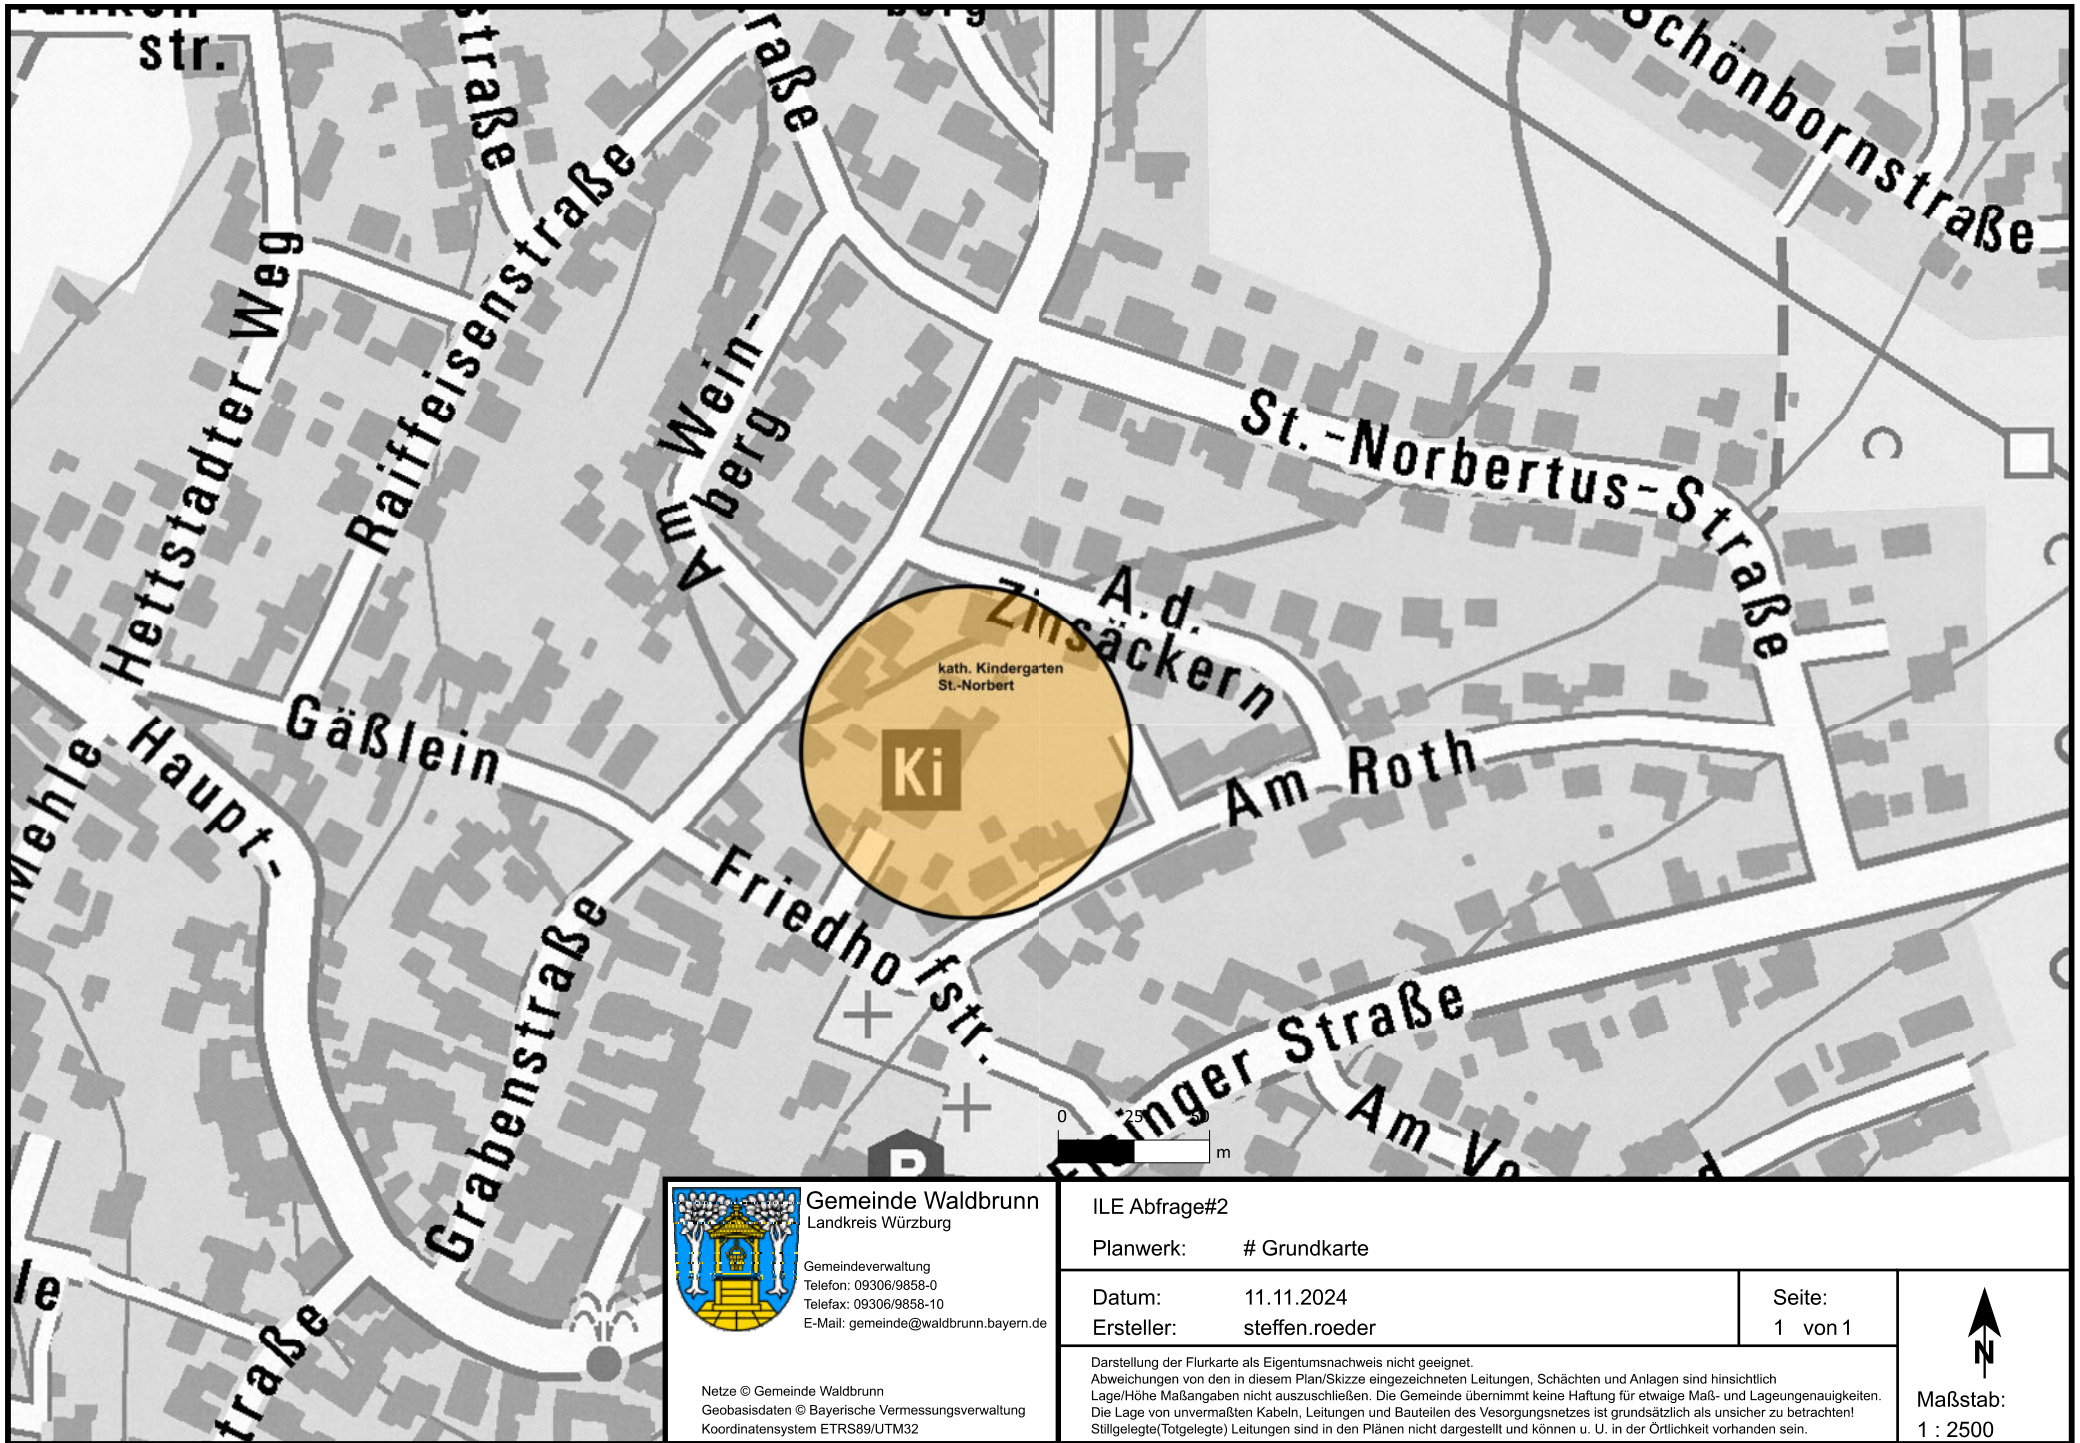 str.
straße
raße
Schönbornstraße
Hettstadter Weg
Raiffeisenstraße
Am Wein-
berg
St.-Norbertus-Straße
A. d.
Zinsäckern
kath. Kindergarten
St.-Norbert
Ki
Gäßlein
Haupt-
Mehle
Am Roth
Friedhofstr.
Grabenstraße
inger Straße
Am
le
traße
P
0 25 50
m
Gemeinde Waldbrunn
Landkreis Würzburg
Gemeindeverwaltung
Telefon: 09306/9858-0
Telefax: 09306/9858-10
E-Mail: gemeinde@waldbrunn.bayern.de
Netze © Gemeinde Waldbrunn
Geobasisdaten © Bayerische Vermessungsverwaltung
Koordinatensystem ETRS89/UTM32
ILE Abfrage#2
Planwerk: # Grundkarte
Datum: 11.11.2024
Ersteller: steffen.roeder
Seite:
1 von 1
Darstellung der Flurkarte als Eigentumsnachweis nicht geeignet.
Abweichungen von den in diesem Plan/Skizze eingezeichneten Leitungen, Schächten und Anlagen sind hinsichtlich
Lage/Höhe Maßangaben nicht auszuschließen. Die Gemeinde übernimmt keine Haftung für etwaige Maß- und Lageungenauigkeiten.
Die Lage von unvermaßten Kabeln, Leitungen und Bauteilen des Vesorgungsnetzes ist grundsätzlich als unsicher zu betrachten!
Stillgelegte(Totgelegte) Leitungen sind in den Plänen nicht dargestellt und können u. U. in der Örtlichkeit vorhanden sein.
N
Maßstab:
1 : 2500